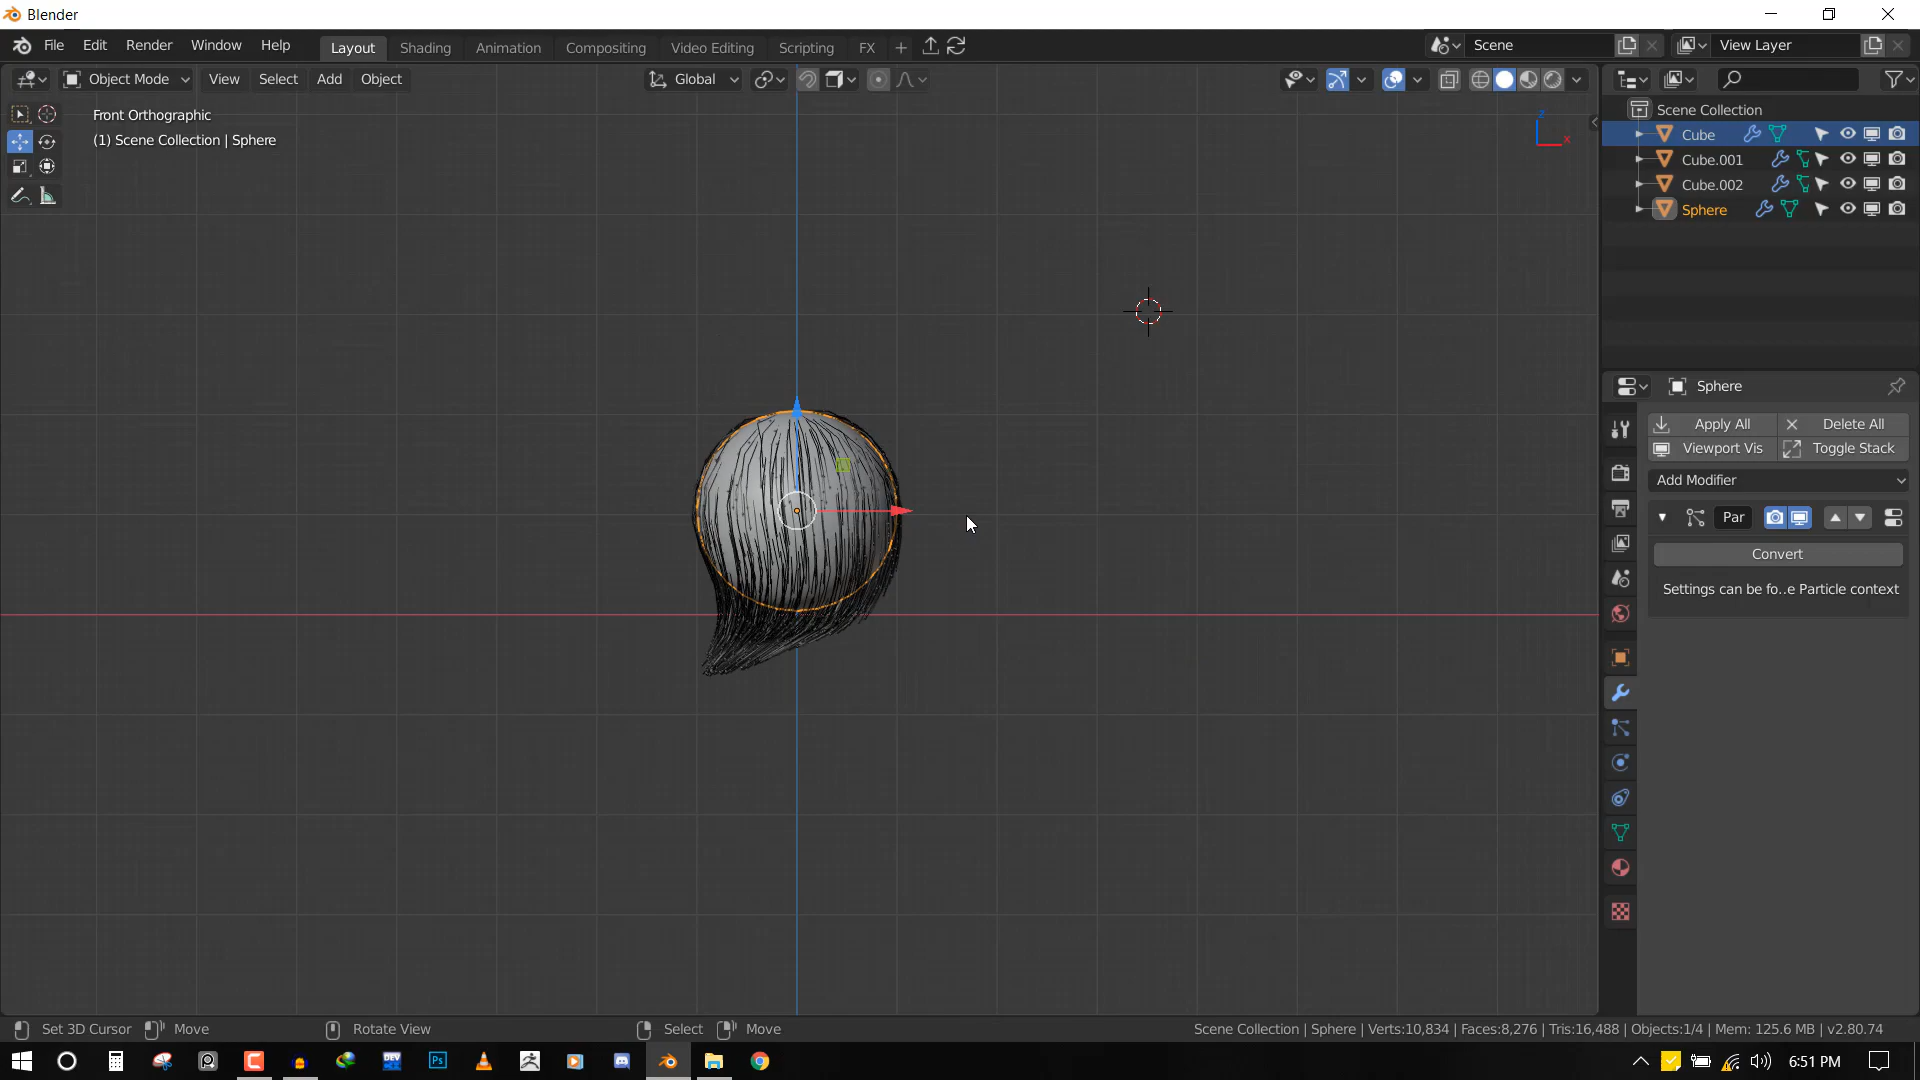 Blender
File Edit Render Window Help Layout Shading Animation Compositing Video Editing Scripting FX Scene View Layer
Object Mode View Select Add Object Global
Front Orthographic
(1) Scene Collection | Sphere
z
x
Scene Collection
Cube
Cube.001
Cube.002
Sphere
Sphere
Apply All Delete All
Viewport Vis Toggle Stack
Add Modifier
Par
Convert
Settings can be fo..e Particle context
Set 3D Cursor Move Rotate View Select Move Scene Collection | Sphere | Verts:10,834 | Faces:8,276 | Tris:16,488 | Objects:1/4 | Mem: 125.6 MB | v2.80.74
DEV Ps 6:51 PM